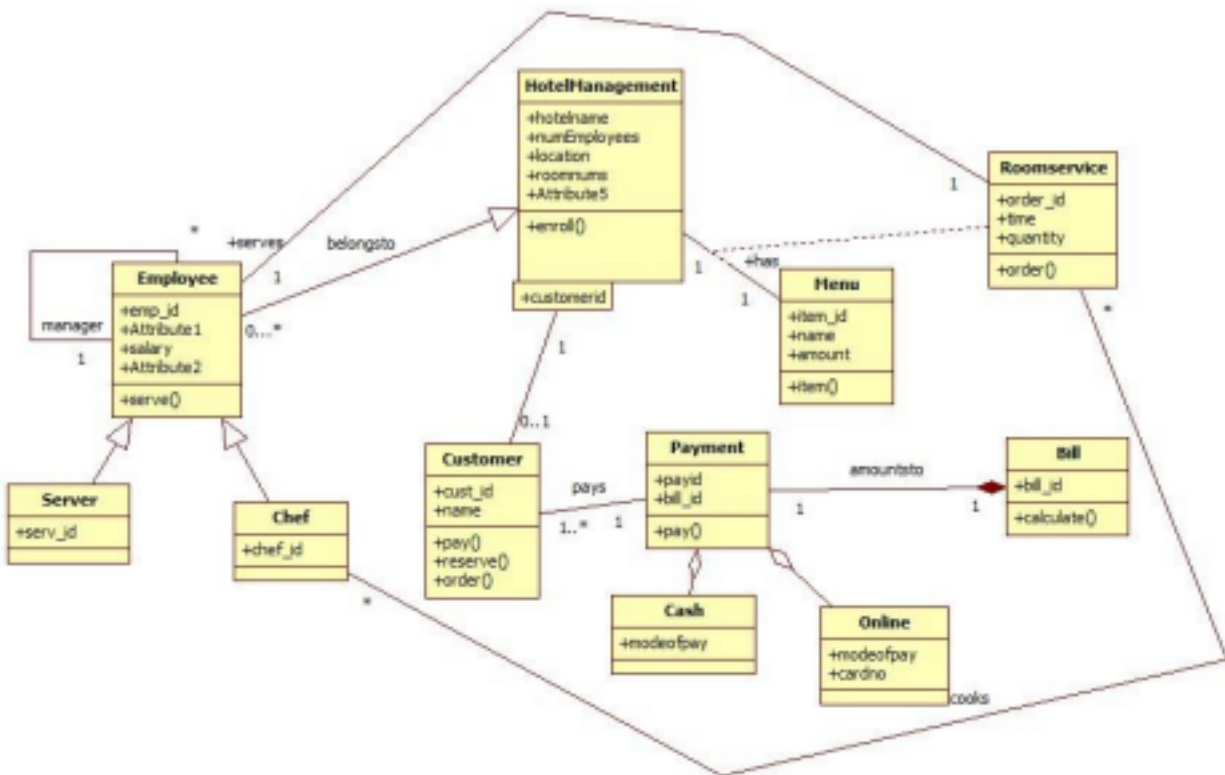 HotelManagement
+hotelname
+numEmployees
+location
+roomnums
+Attribute5
+enroll()
+customerid
Roomservice
+order_id
+time
+quantity
+order()
1
*
+serves
1
belongsto
0...*
*
manager
1
Employee
+emp_id
+Attribute1
+salary
+Attribute2
+serve()
1
+has
1
Menu
+item_id
+name
+amount
+item()
1
0..1
Customer
+cust_id
+name
+pay()
+reserve()
+order()
pays
1..*
1
Payment
+payid
+bill_id
+pay()
amountsto
1
1
Bill
+bill_id
+calculate()
Server
+serv_id
Chef
+chef_id
*
Cash
+modeofpay
Online
+modeofpay
+cardno
cooks